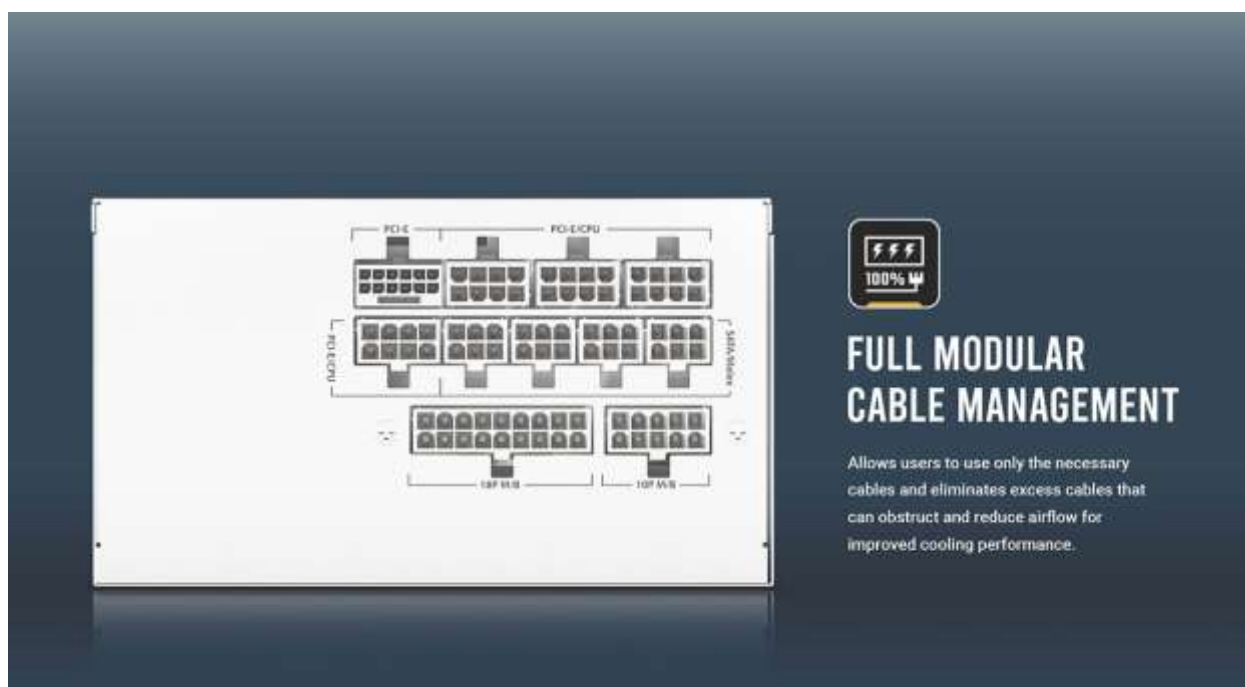 PCI-E
PCI-E/CPU
PCI-E/CPU
SATA/Molex
18P M/B
10P M/B
100%
FULL MODULAR
CABLE MANAGEMENT
Allows users to use only the necessary
cables and eliminates excess cables that
can obstruct and reduce airflow for
improved cooling performance.